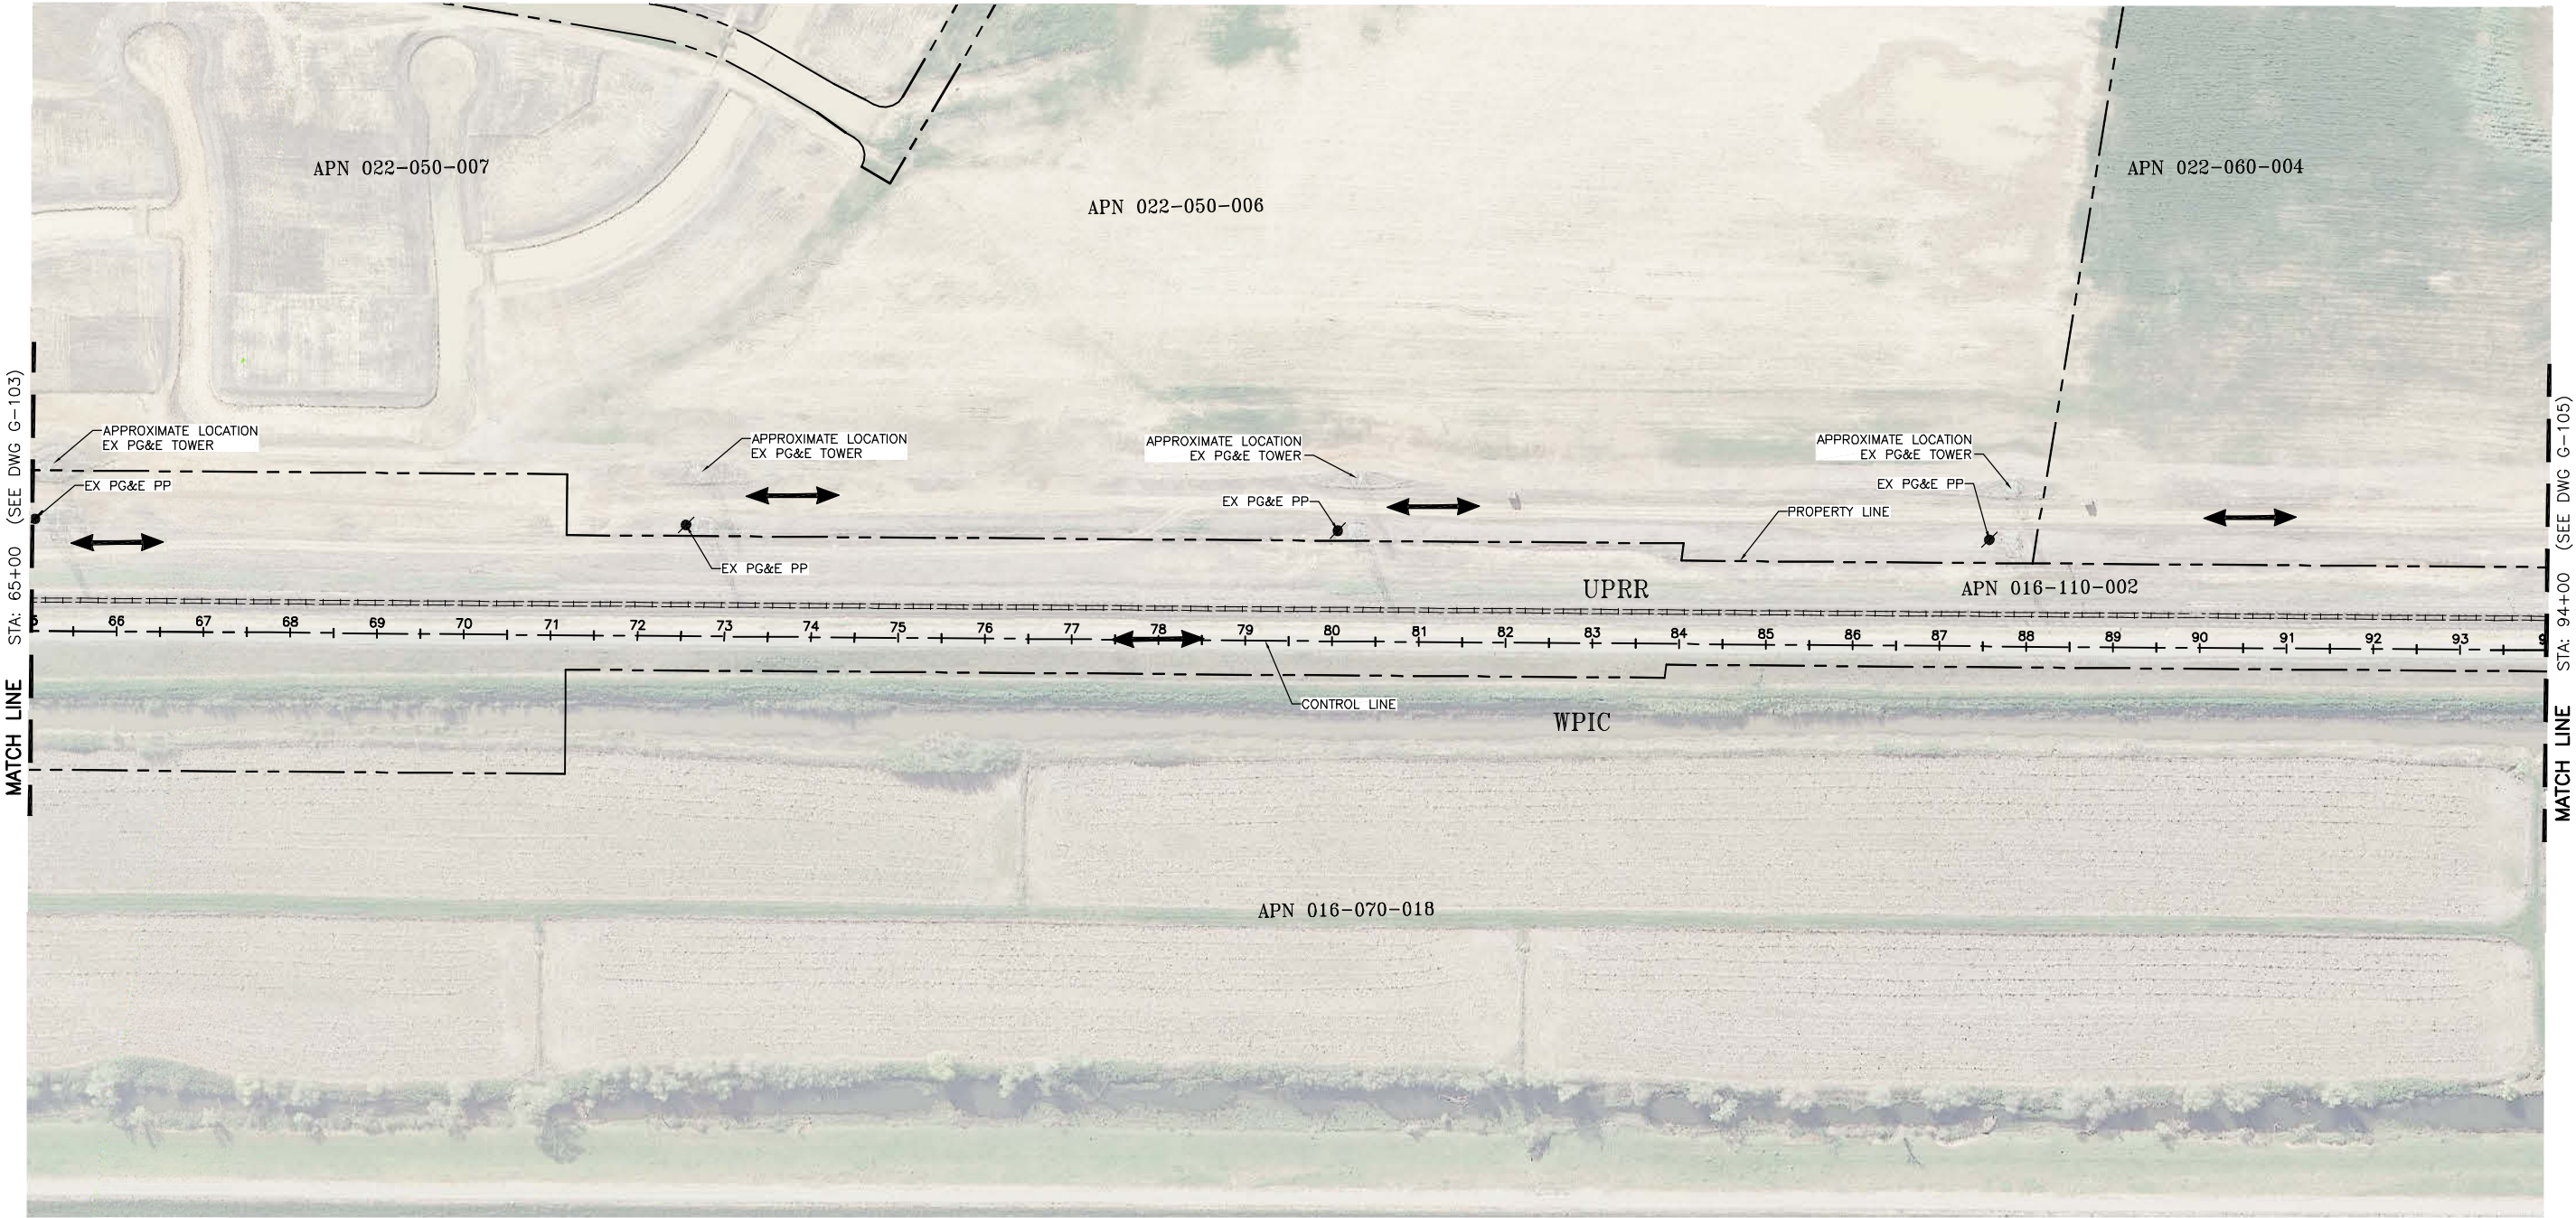 APN 022-050-007
APN 022-050-006
APN 022-060-004
APPROXIMATE LOCATION
EX PG&E TOWER
EX PG&E PP
APPROXIMATE LOCATION
EX PG&E TOWER
EX PG&E PP
APPROXIMATE LOCATION
EX PG&E TOWER
EX PG&E PP
APPROXIMATE LOCATION
EX PG&E TOWER
EX PG&E PP
PROPERTY LINE
UPRR
APN 016-110-002
66 67 68 69 70 71 72 73 74 75 76 77 78 79 80 81 82 83 84 85 86 87 88 89 90 91 92 93
CONTROL LINE
WPIC
APN 016-070-018
MATCH LINE STA: 65+00 (SEE DWG G-103)
MATCH LINE STA: 94+00 (SEE DWG G-105)